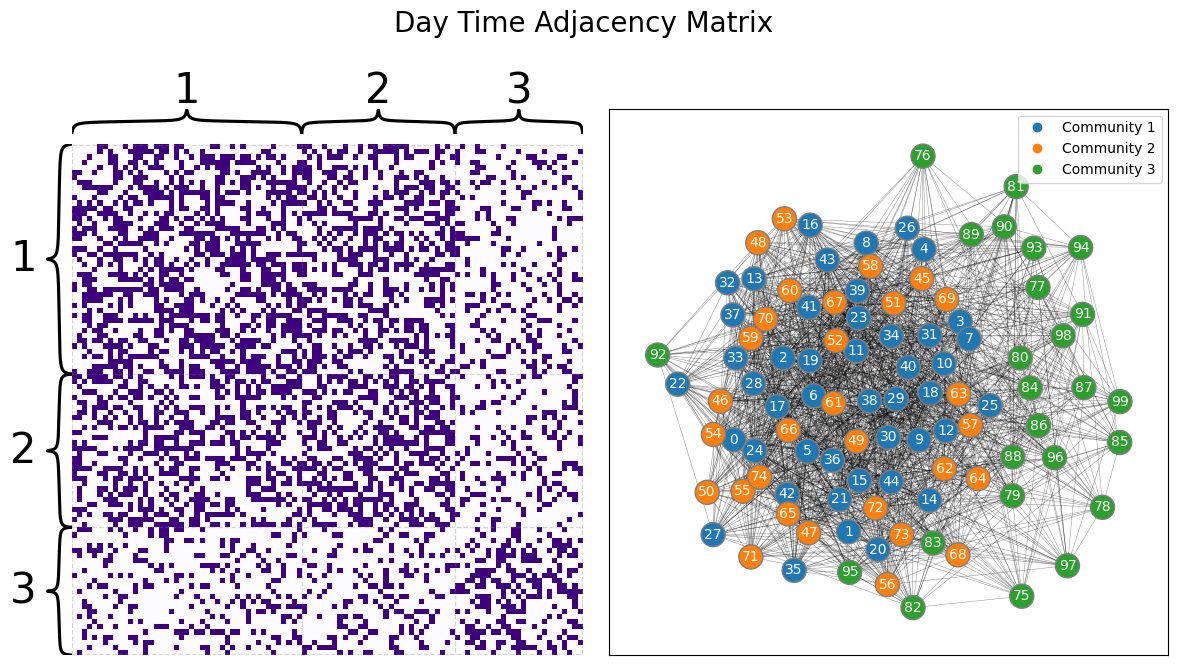 Day Time Adjacency Matrix
1 2 3
1
2
3
Community 1
Community 2
Community 3
76
81
53 16 26 90
48 43 8 4 89 93 94
58
32 13 60 39 45 77
37 70 41 67 23 51 69 3 91
59 52 34 31 7 98
92 33 2 19 11 40 10 80
22 28 6 38 29 18 63 84 87
46 17 61 25 99
54 0 66 49 30 9 12 57 86 85
24 5 36 62 88 96
50 55 74 42 15 44 64 79 78
65 21 72 14
27 47 1 73 83
71 35 20 68 97
95 56 75
82